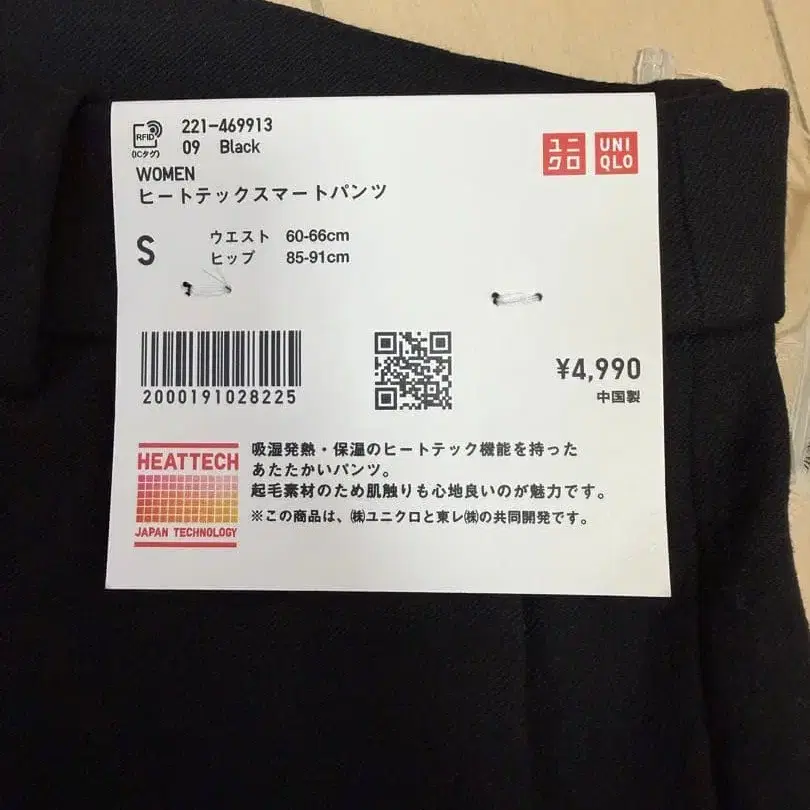 RFID
(ICタグ)
221-469913
09 Black
ユニクロ
UNIQLO
WOMEN
ヒートテックスマートパンツ
S
ウエスト 60-66cm
ヒップ 85-91cm
2000191028225
¥4,990
中国製
HEATTECH
JAPAN TECHNOLOGY
吸湿発熱・保温のヒートテック機能を持った
あたたかいパンツ。
起毛素材のため肌触りも心地良いのが魅力です。
※この商品は、㈱ユニクロと東レ㈱の共同開発です。